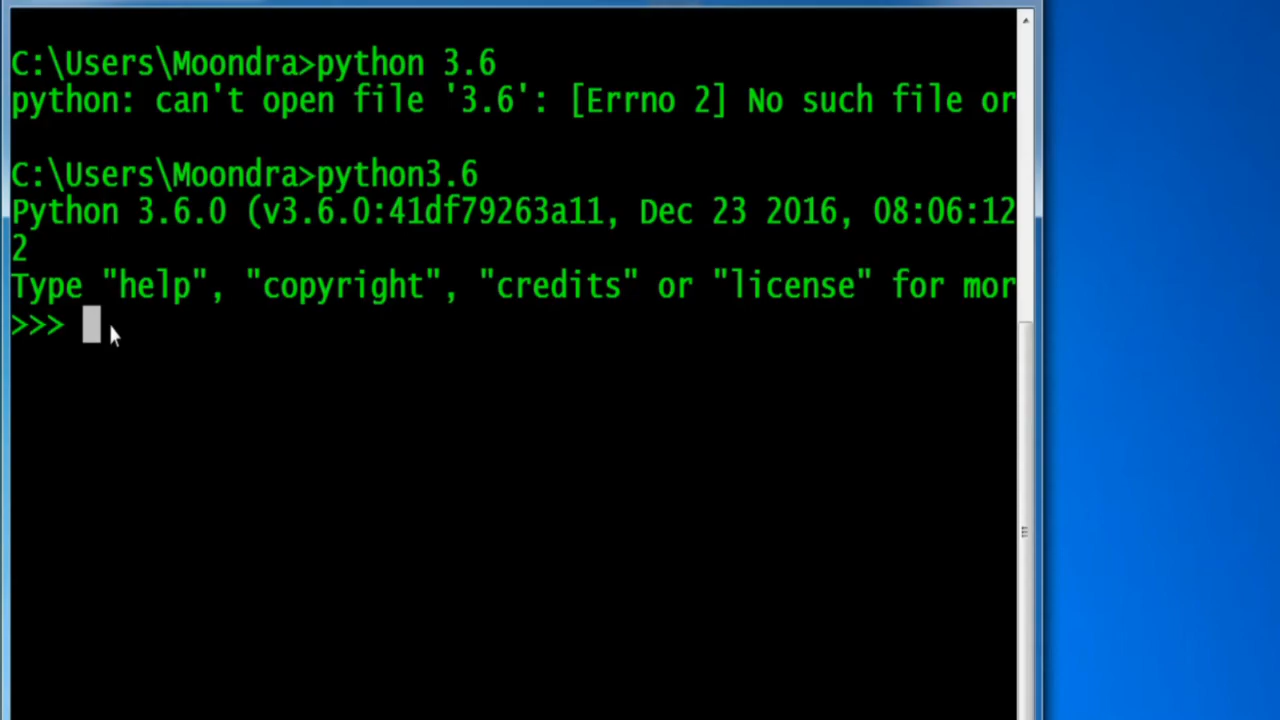 C:\Users\Moondra>python 3.6
python: can't open file '3.6': [Errno 2] No such file or
C:\Users\Moondra>python3.6
Python 3.6.0 (v3.6.0:41df79263a11, Dec 23 2016, 08:06:12
2
Type "help", "copyright", "credits" or "license" for mor
>>>